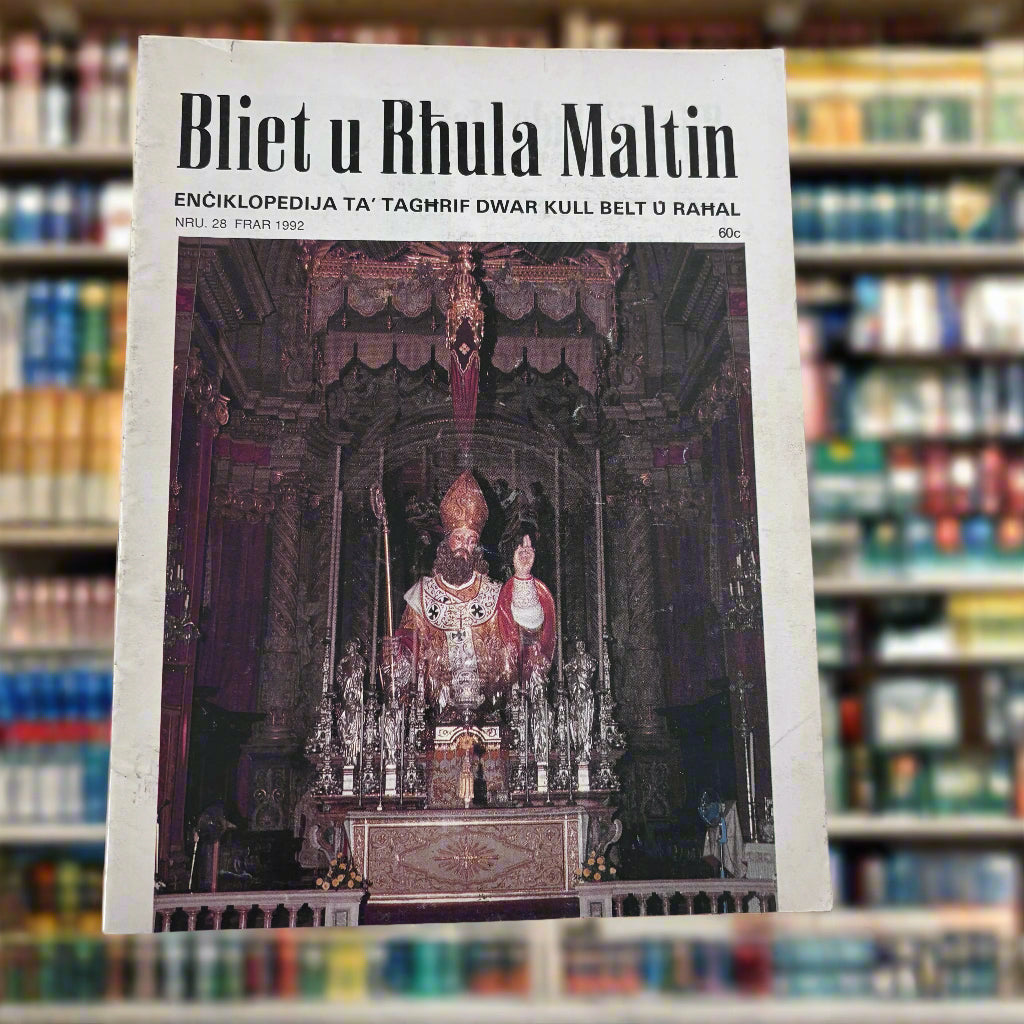 Bliet u Rħula Maltin
ENĊIKLOPEDIJA TA' TAGĦRIF DWAR KULL BELT U RAĦAL
NRU. 28 FRAR 1992
60c